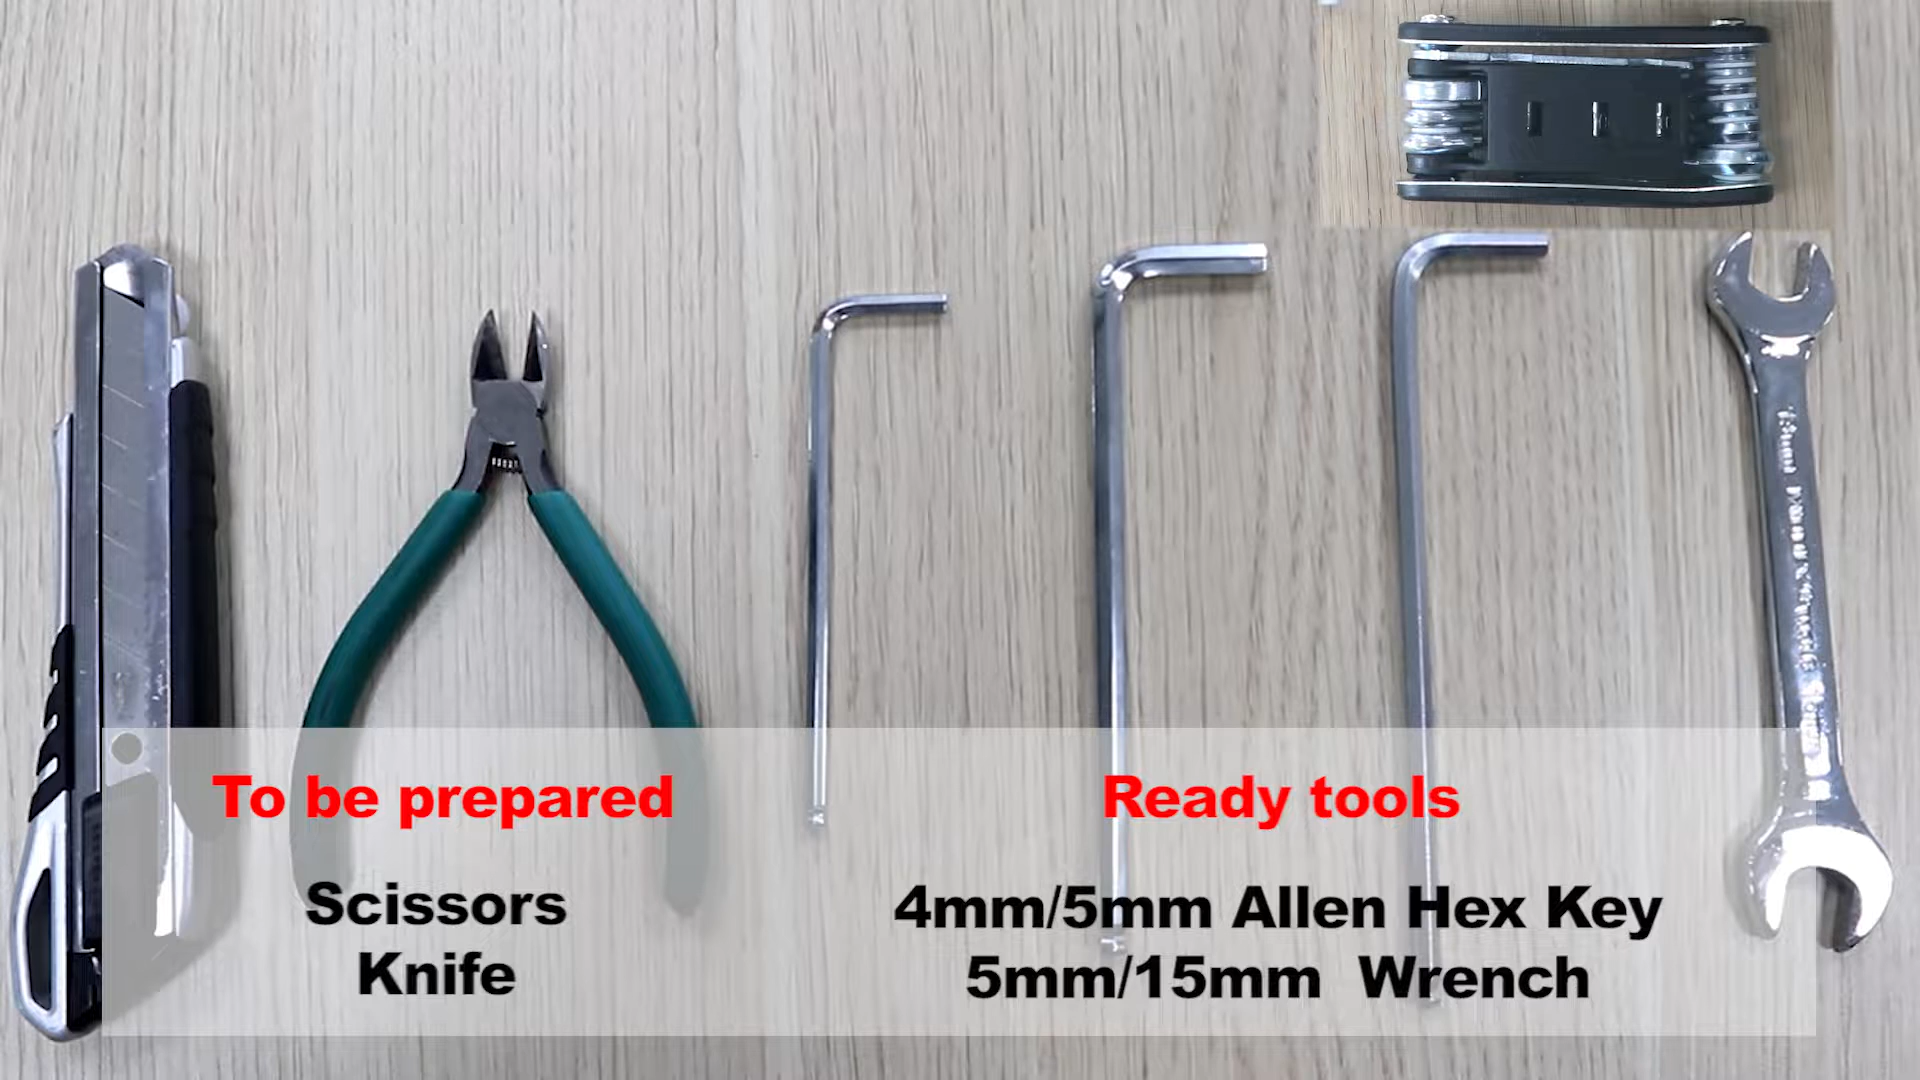 To be prepared
Scissors
Knife
Ready tools
4mm/5mm Allen Hex Key
5mm/15mm Wrench